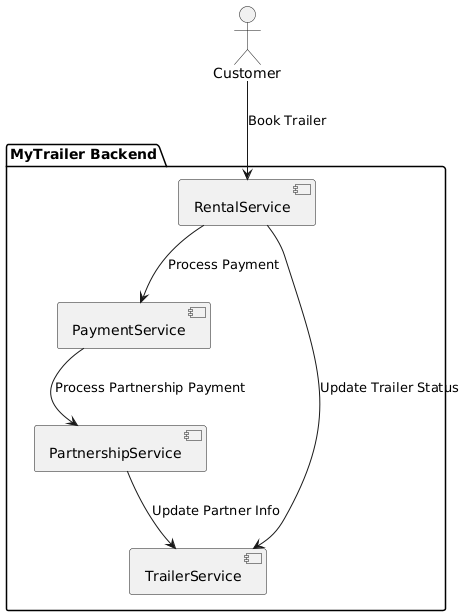 Customer
Book Trailer
MyTrailer Backend
RentalService
Process Payment
PaymentService
Process Partnership Payment
Update Trailer Status
PartnershipService
Update Partner Info
TrailerService